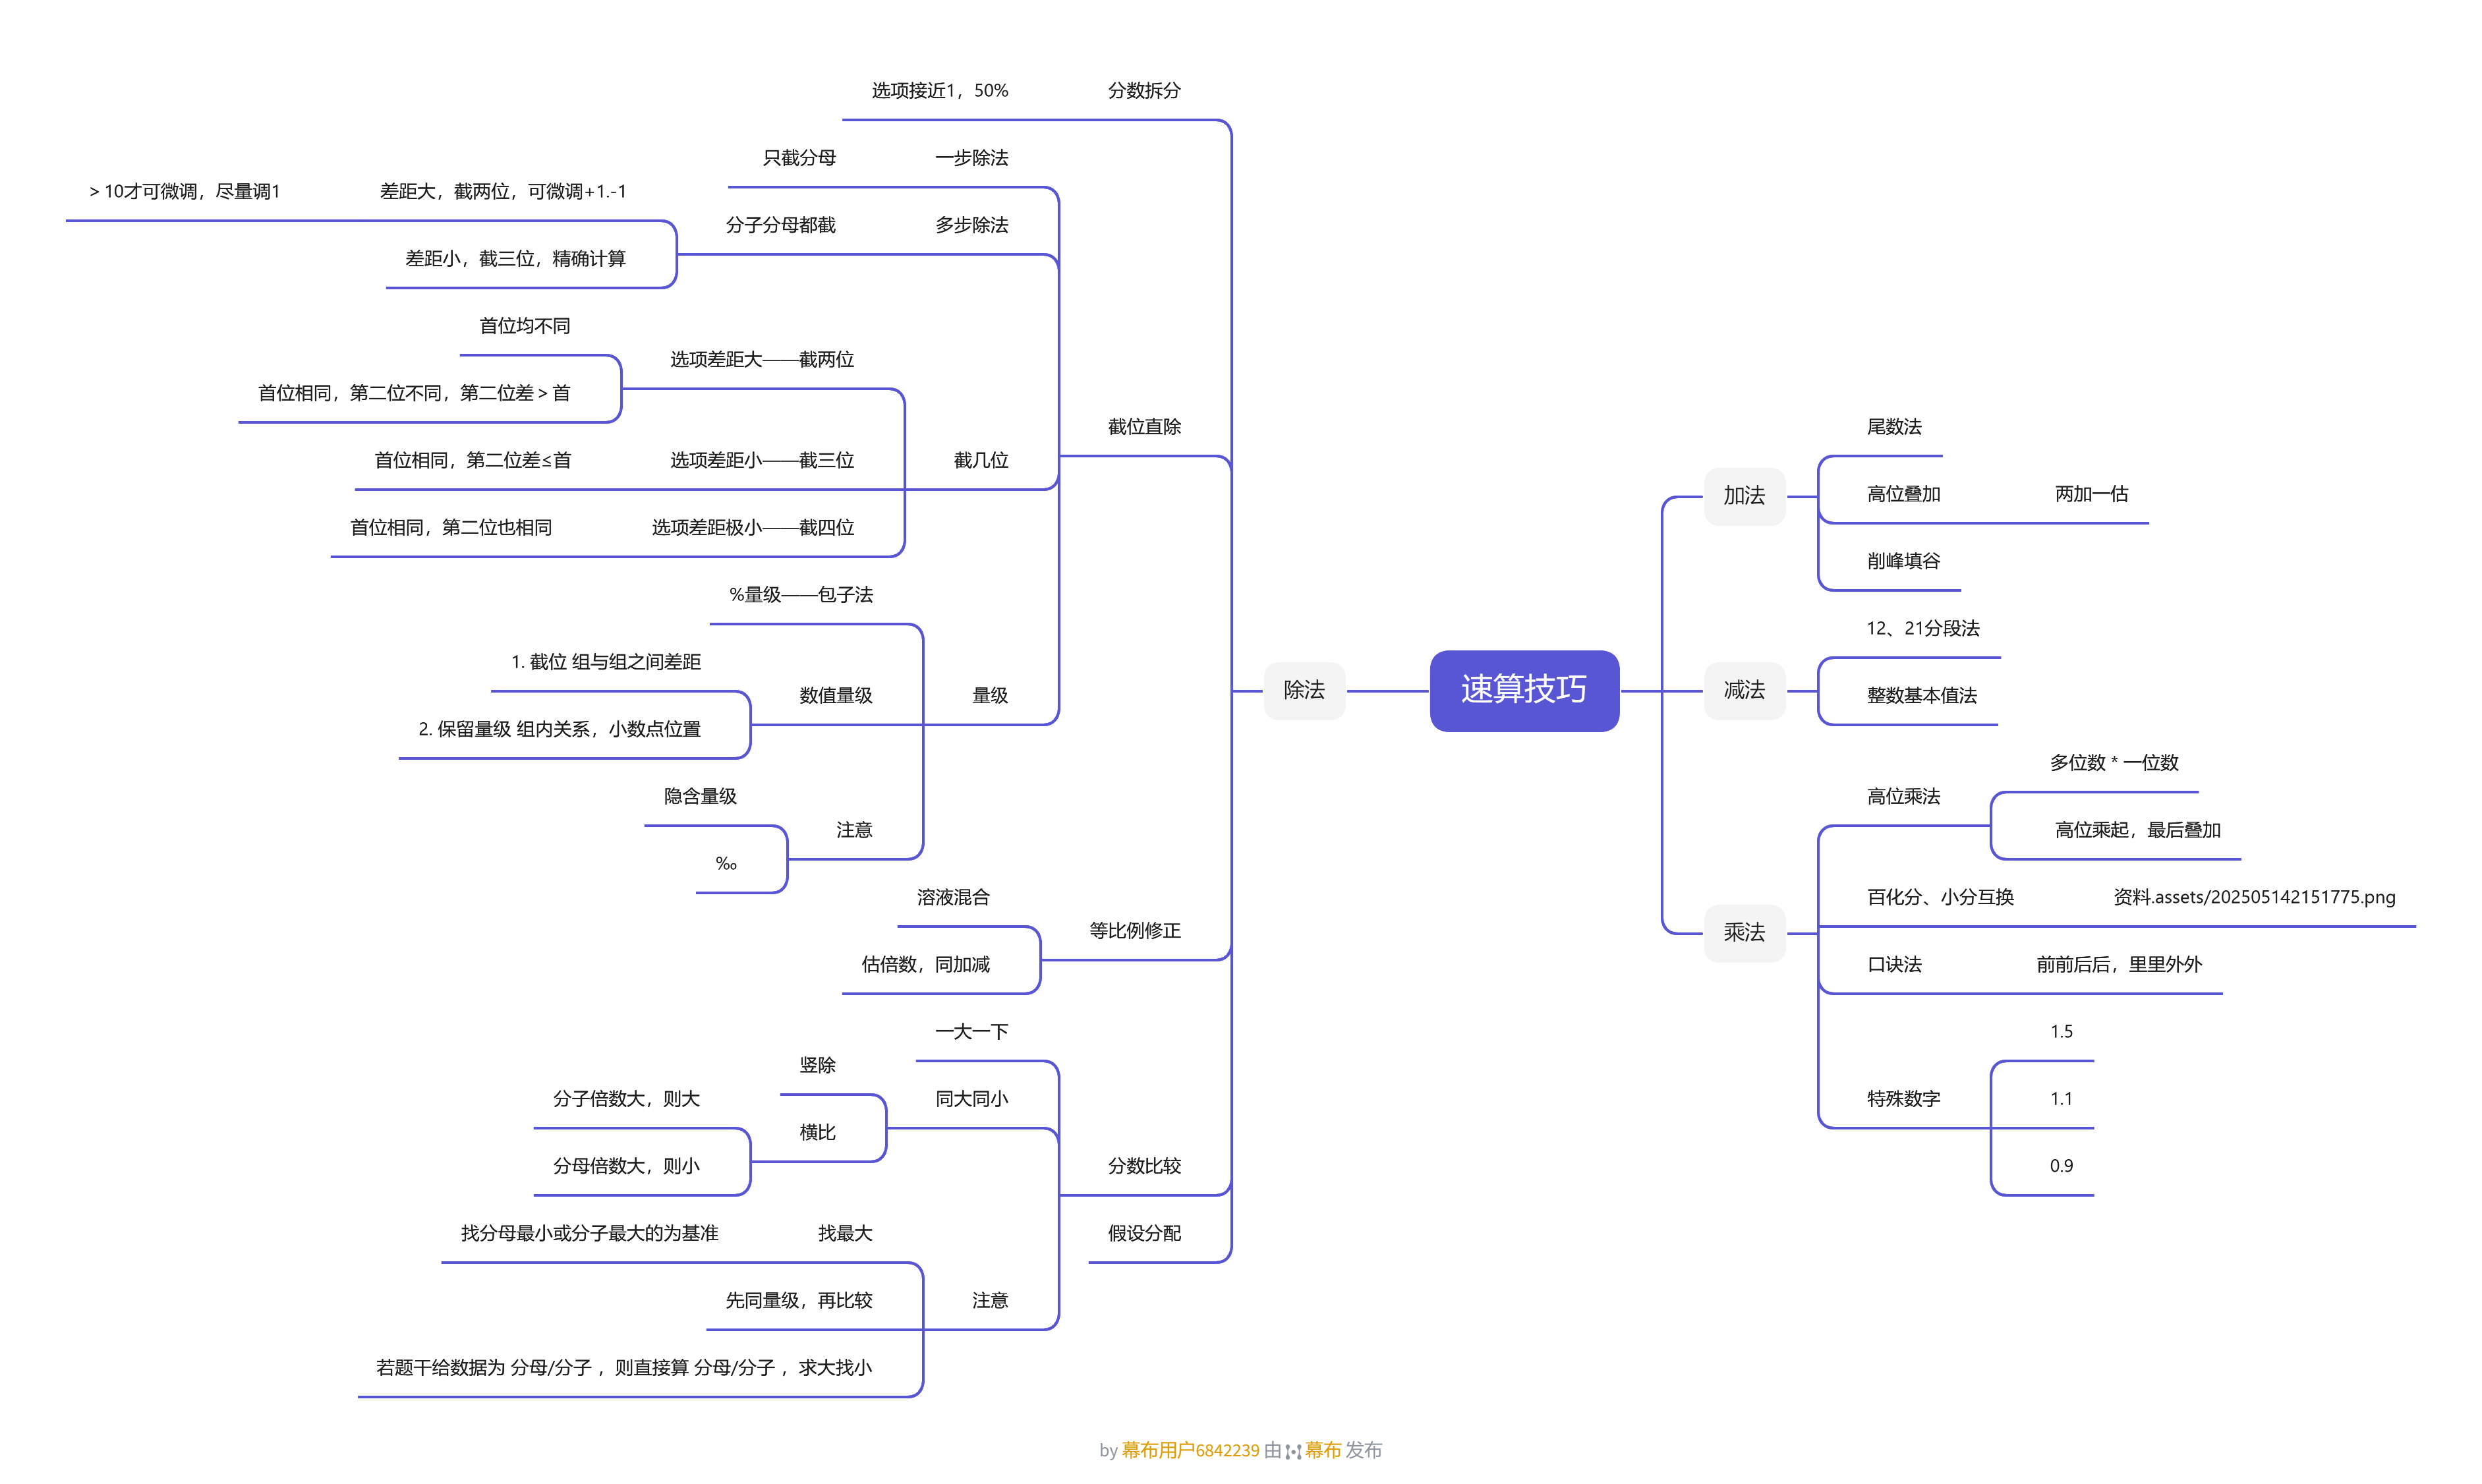 速算技巧
加法
尾数法
高位叠加
两加一估
削峰填谷
减法
12、21分段法
整数基本值法
乘法
高位乘法
多位数 * 一位数
高位乘起，最后叠加
百化分、小分互换
资料.assets/202505142151775.png
口诀法
前前后后，里里外外
特殊数字
1.5
1.1
0.9
除法
分数拆分
选项接近1，50%
截位直除
一步除法
只截分母
多步除法
分子分母都截
差距大，截两位，可微调+1.-1
> 10才可微调，尽量调1
差距小，截三位，精确计算
截几位
选项差距大——截两位
首位均不同
首位相同，第二位不同，第二位差 > 首
选项差距小——截三位
首位相同，第二位差≤首
选项差距极小——截四位
首位相同，第二位也相同
量级
%量级——包子法
数值量级
1. 截位 组与组之间差距
2. 保留量级 组内关系，小数点位置
注意
隐含量级
‰
等比例修正
溶液混合
估倍数，同加减
分数比较
一大一下
同大同小
竖除
横比
分子倍数大，则大
分母倍数大，则小
注意
找最大
找分母最小或分子最大的为基准
先同量级，再比较
若题干给数据为 分母/分子 ，则直接算 分母/分子 ，求大找小
假设分配
by 幕布用户6842239 由 幕布 发布